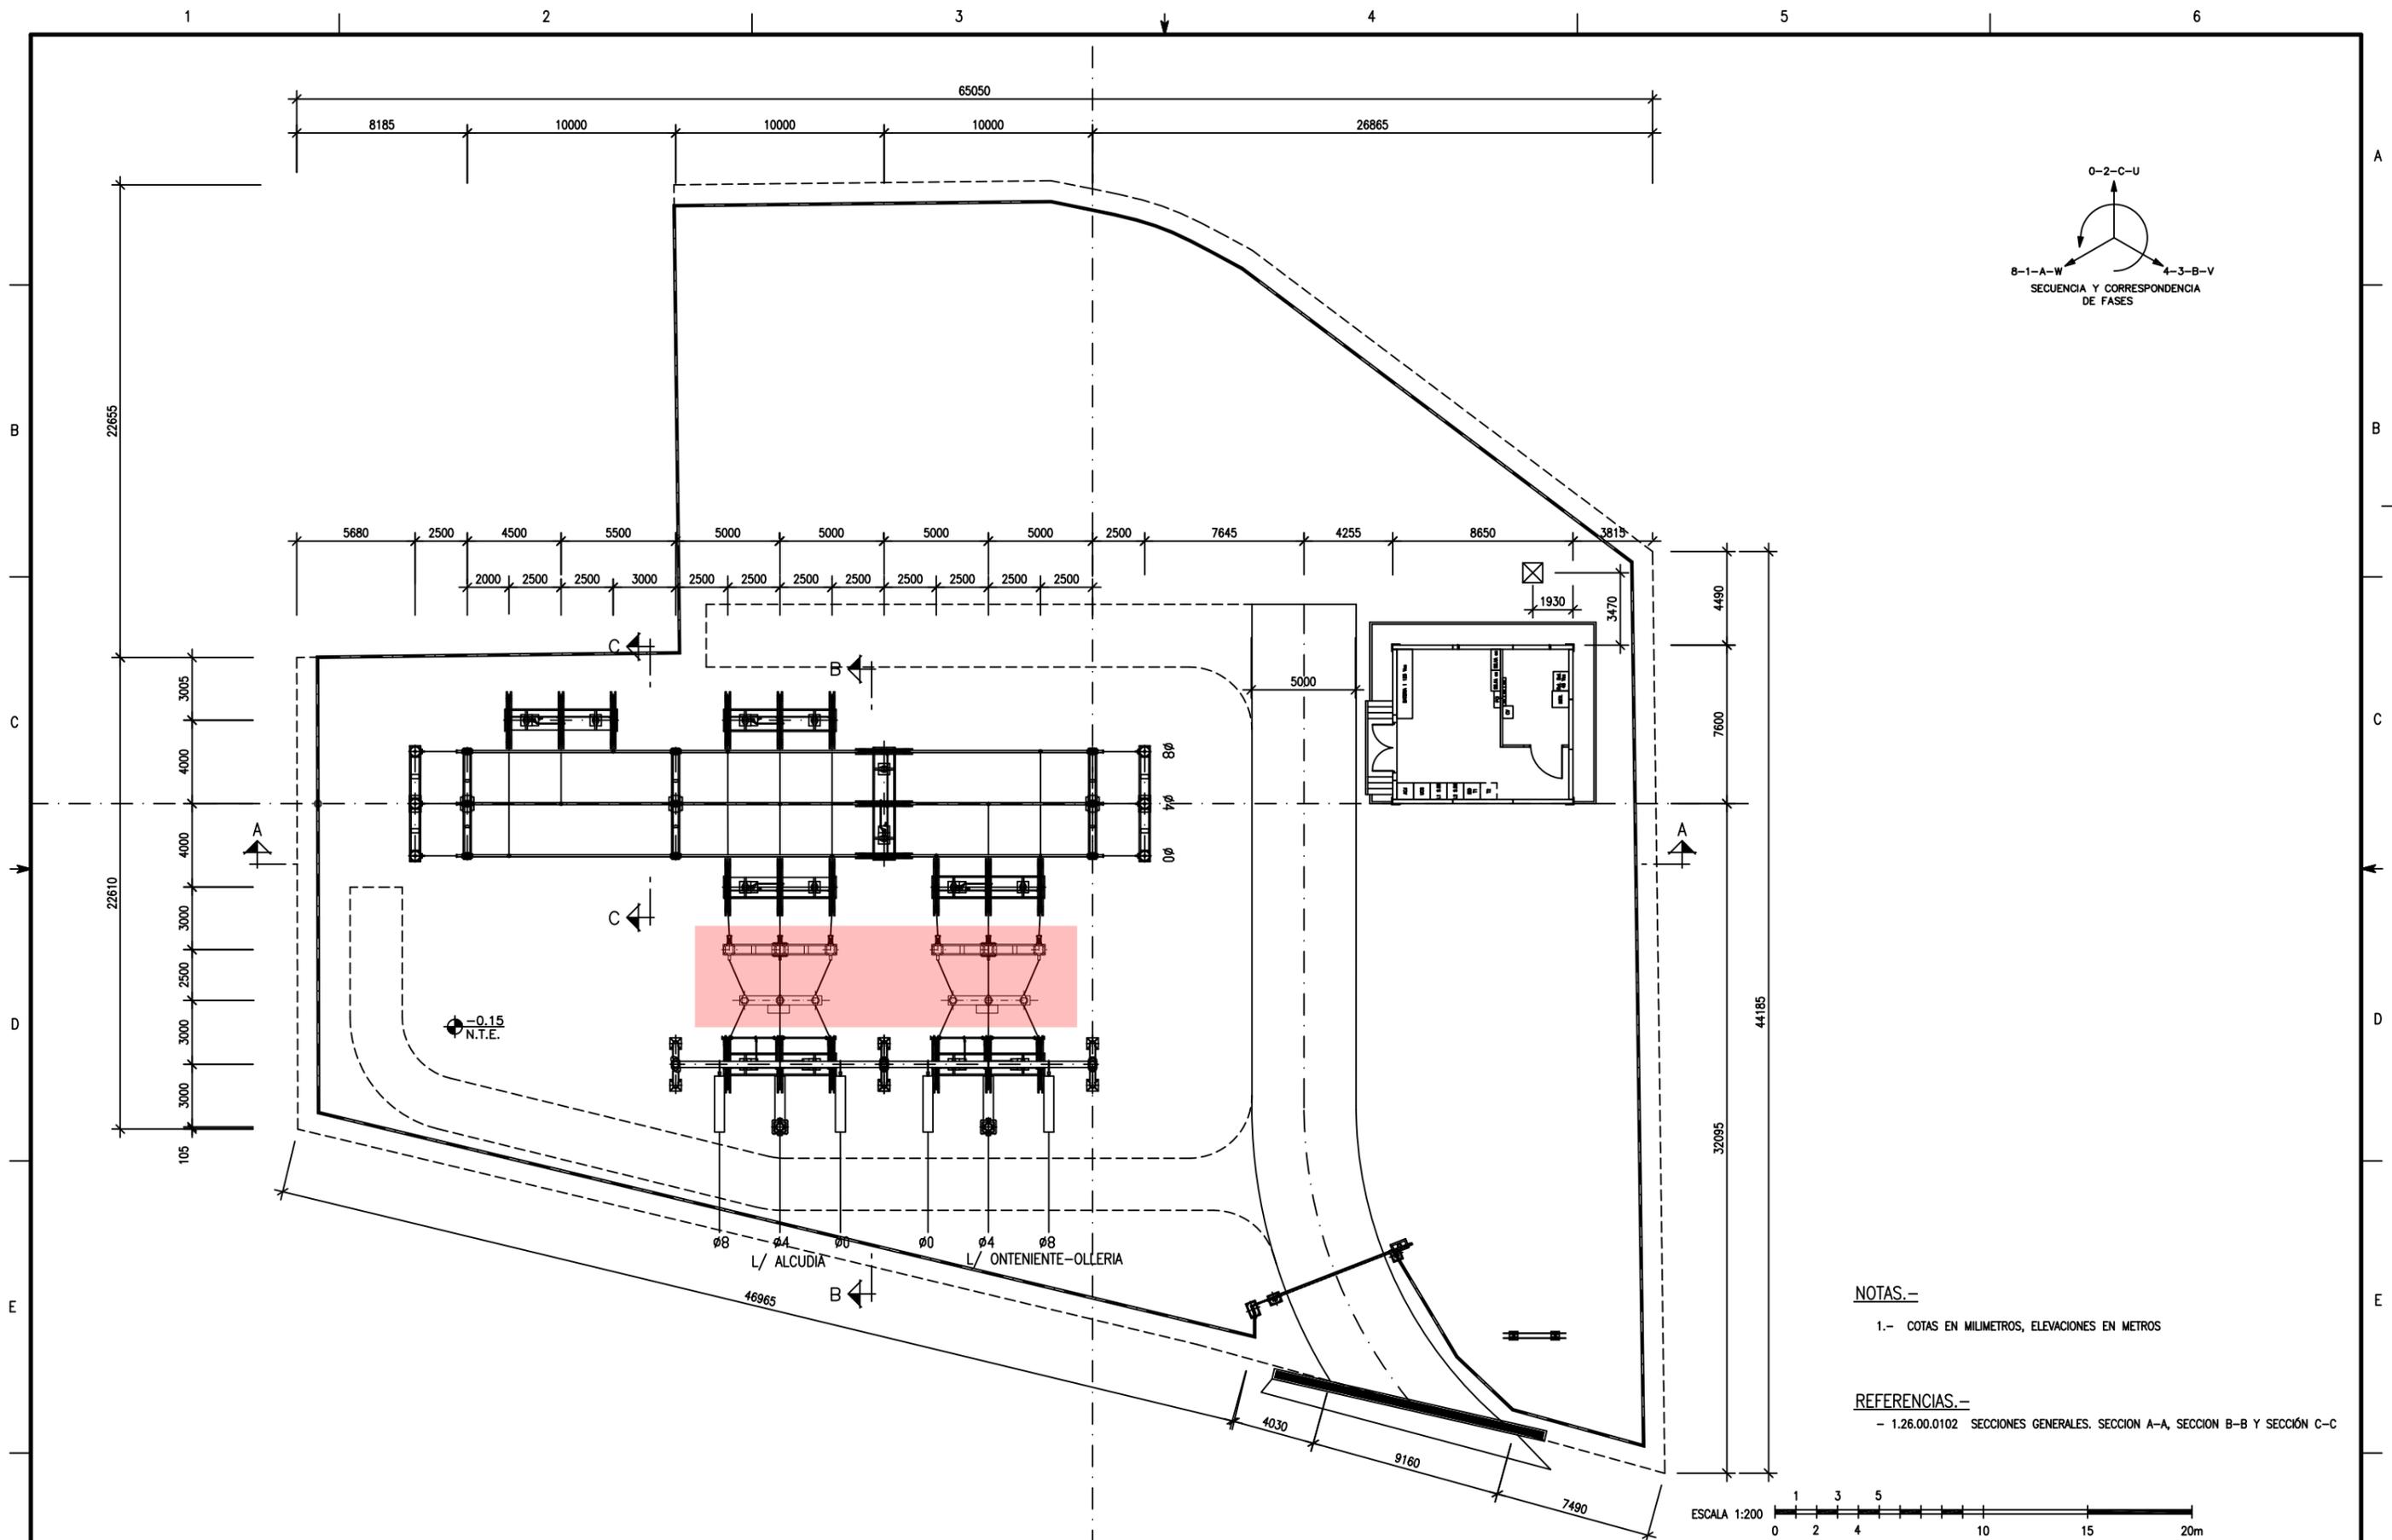 1 2 3 4 5 6
65050
8185 10000 10000 10000 26865
A A
0-2-C-U
8-1-A-W 4-3-B-V
SECUENCIA Y CORRESPONDENCIA
DE FASES
22655
B B
5680 2500 4500 5500 5000 5000 5000 5000 2500 7645 4255 8650 3815
2000 2500 2500 3000 2500 2500 2500 2500 2500 2500 2500 2500
1930
3470
4490
C
B
5000
3005
C C
7600
4000
Ø8
Ø4
Ø0
A A
4000
22610
C
3000
2500
44185
D D
-0.15
N.T.E.
3000
3000
32095
105
Ø8 Ø4 Ø0 Ø0 Ø4 Ø8
L/ ALCUDIA L/ ONTENIENTE-OLLERIA
B
46965
E E
NOTAS.-
1.- COTAS EN MILIMETROS, ELEVACIONES EN METROS
REFERENCIAS.-
- 1.26.00.0102 SECCIONES GENERALES. SECCION A-A, SECCION B-B Y SECCIÓN C-C
4030
9160
7490
ESCALA 1:200
1 3 5
0 2 4 10 15 20m